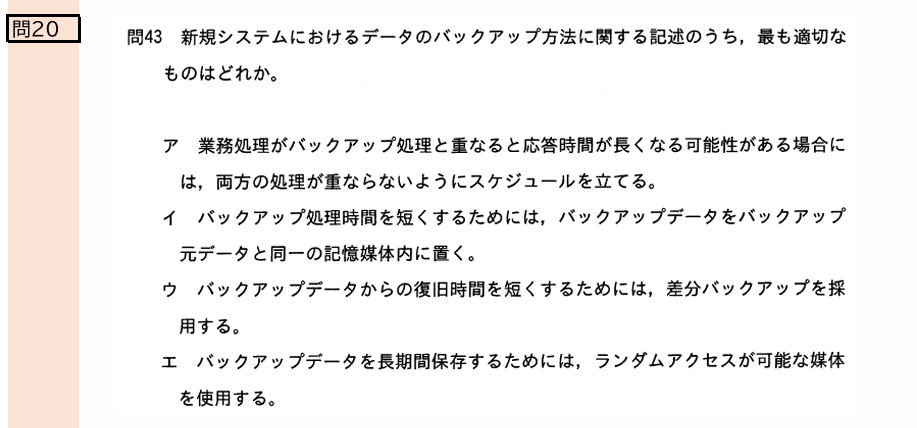 問20
問43 新規システムにおけるデータのバックアップ方法に関する記述のうち，最も適切な
ものはどれか。
ア 業務処理がバックアップ処理と重なると応答時間が長くなる可能性がある場合に
は，両方の処理が重ならないようにスケジュールを立てる。
イ バックアップ処理時間を短くするためには，バックアップデータをバックアップ
元データと同一の記憶媒体内に置く。
ウ バックアップデータからの復旧時間を短くするためには，差分バックアップを採
用する。
エ バックアップデータを長期間保存するためには，ランダムアクセスが可能な媒体
を使用する。